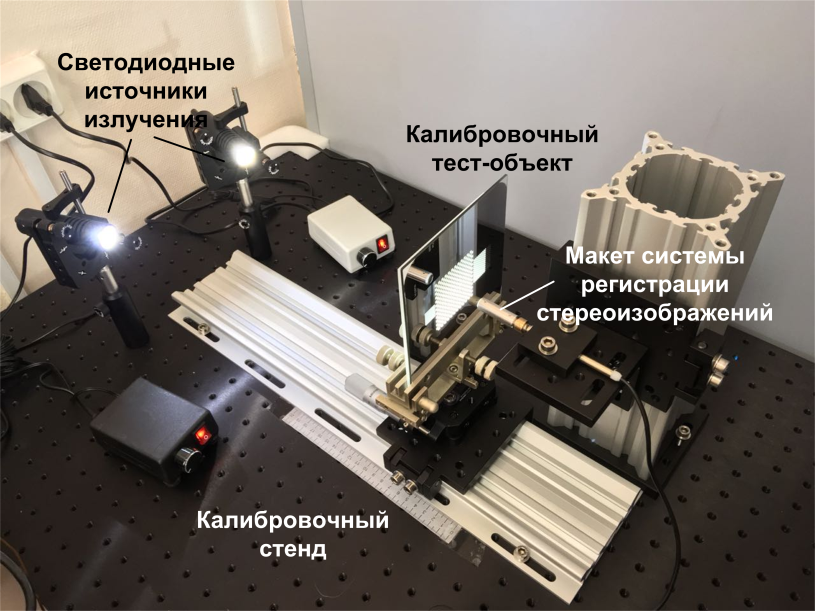 Светодиодные
источники
излучения
Калибровочный
тест-объект
Макет системы
регистрации
стереоизображений
Калибровочный
стенд